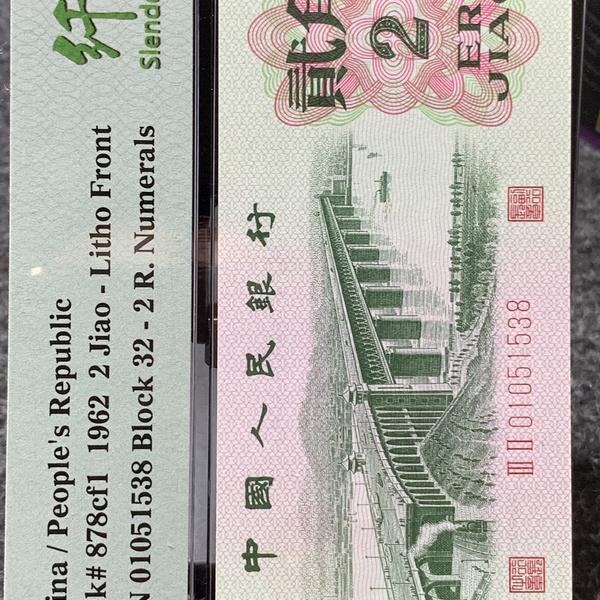 纤
Slend
ina / People's Republic
k# 878cf1 1962 2 Jiao - Litho Front
N 01051538 Block 32 - 2 R. Numerals
中國人民銀行
貳角
2
ER
JIAO
III II 01051538